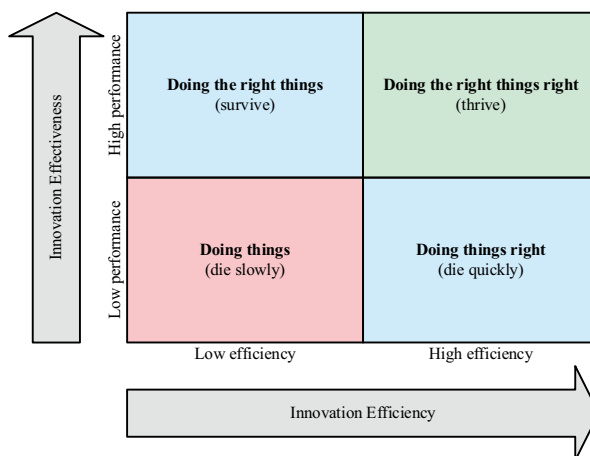 Innovation Effectiveness
High performance
Doing the right things
(survive)
Doing the right things right
(thrive)
Low performance
Doing things
(die slowly)
Doing things right
(die quickly)
Low efficiency
High efficiency
Innovation Efficiency